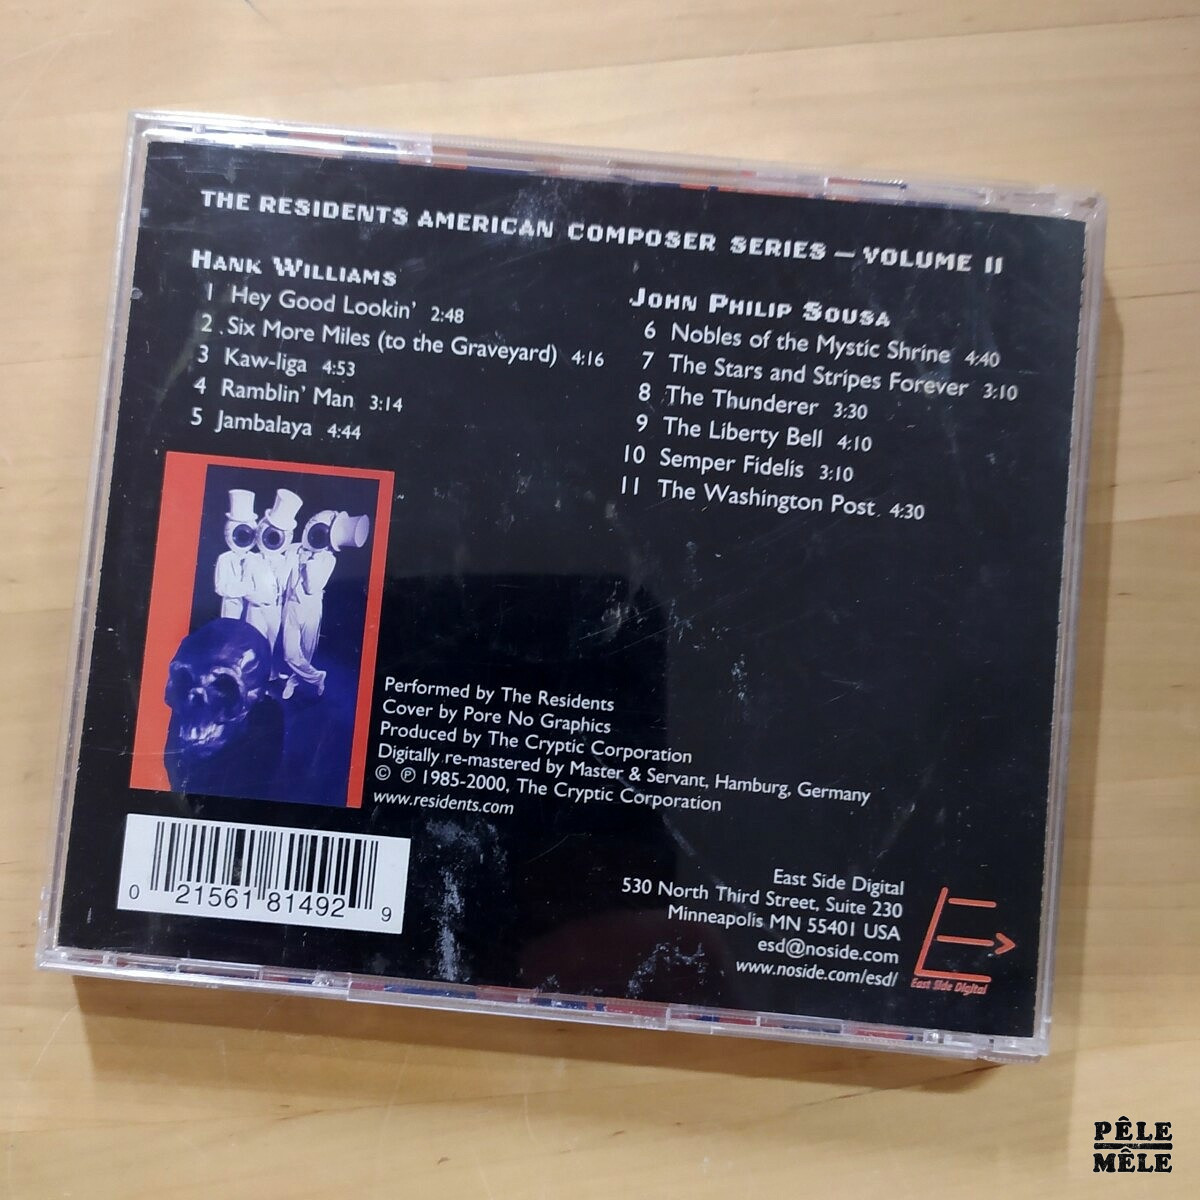 THE RESIDENTS AMERICAN COMPOSER SERIES – VOLUME II
HANK WILLIAMS
1 Hey Good Lookin' 2:48
2 Six More Miles (to the Graveyard) 4:16
3 Kaw-liga 4:53
4 Ramblin' Man 3:14
5 Jambalaya 4:44
JOHN PHILIP SOUSA
6 Nobles of the Mystic Shrine 4:40
7 The Stars and Stripes Forever 3:10
8 The Thunderer 3:30
9 The Liberty Bell 4:10
10 Semper Fidelis 3:10
11 The Washington Post 4:30
Performed by The Residents
Cover by Pore No Graphics
Produced by The Cryptic Corporation
Digitally re-mastered by Master & Servant, Hamburg, Germany
© ℗ 1985-2000, The Cryptic Corporation
www.residents.com
0 21561 81492 9
East Side Digital
530 North Third Street, Suite 230
Minneapolis MN 55401 USA
esd@noside.com
www.noside.com/esd/
East Side Digital
PÊLE
MÊLE